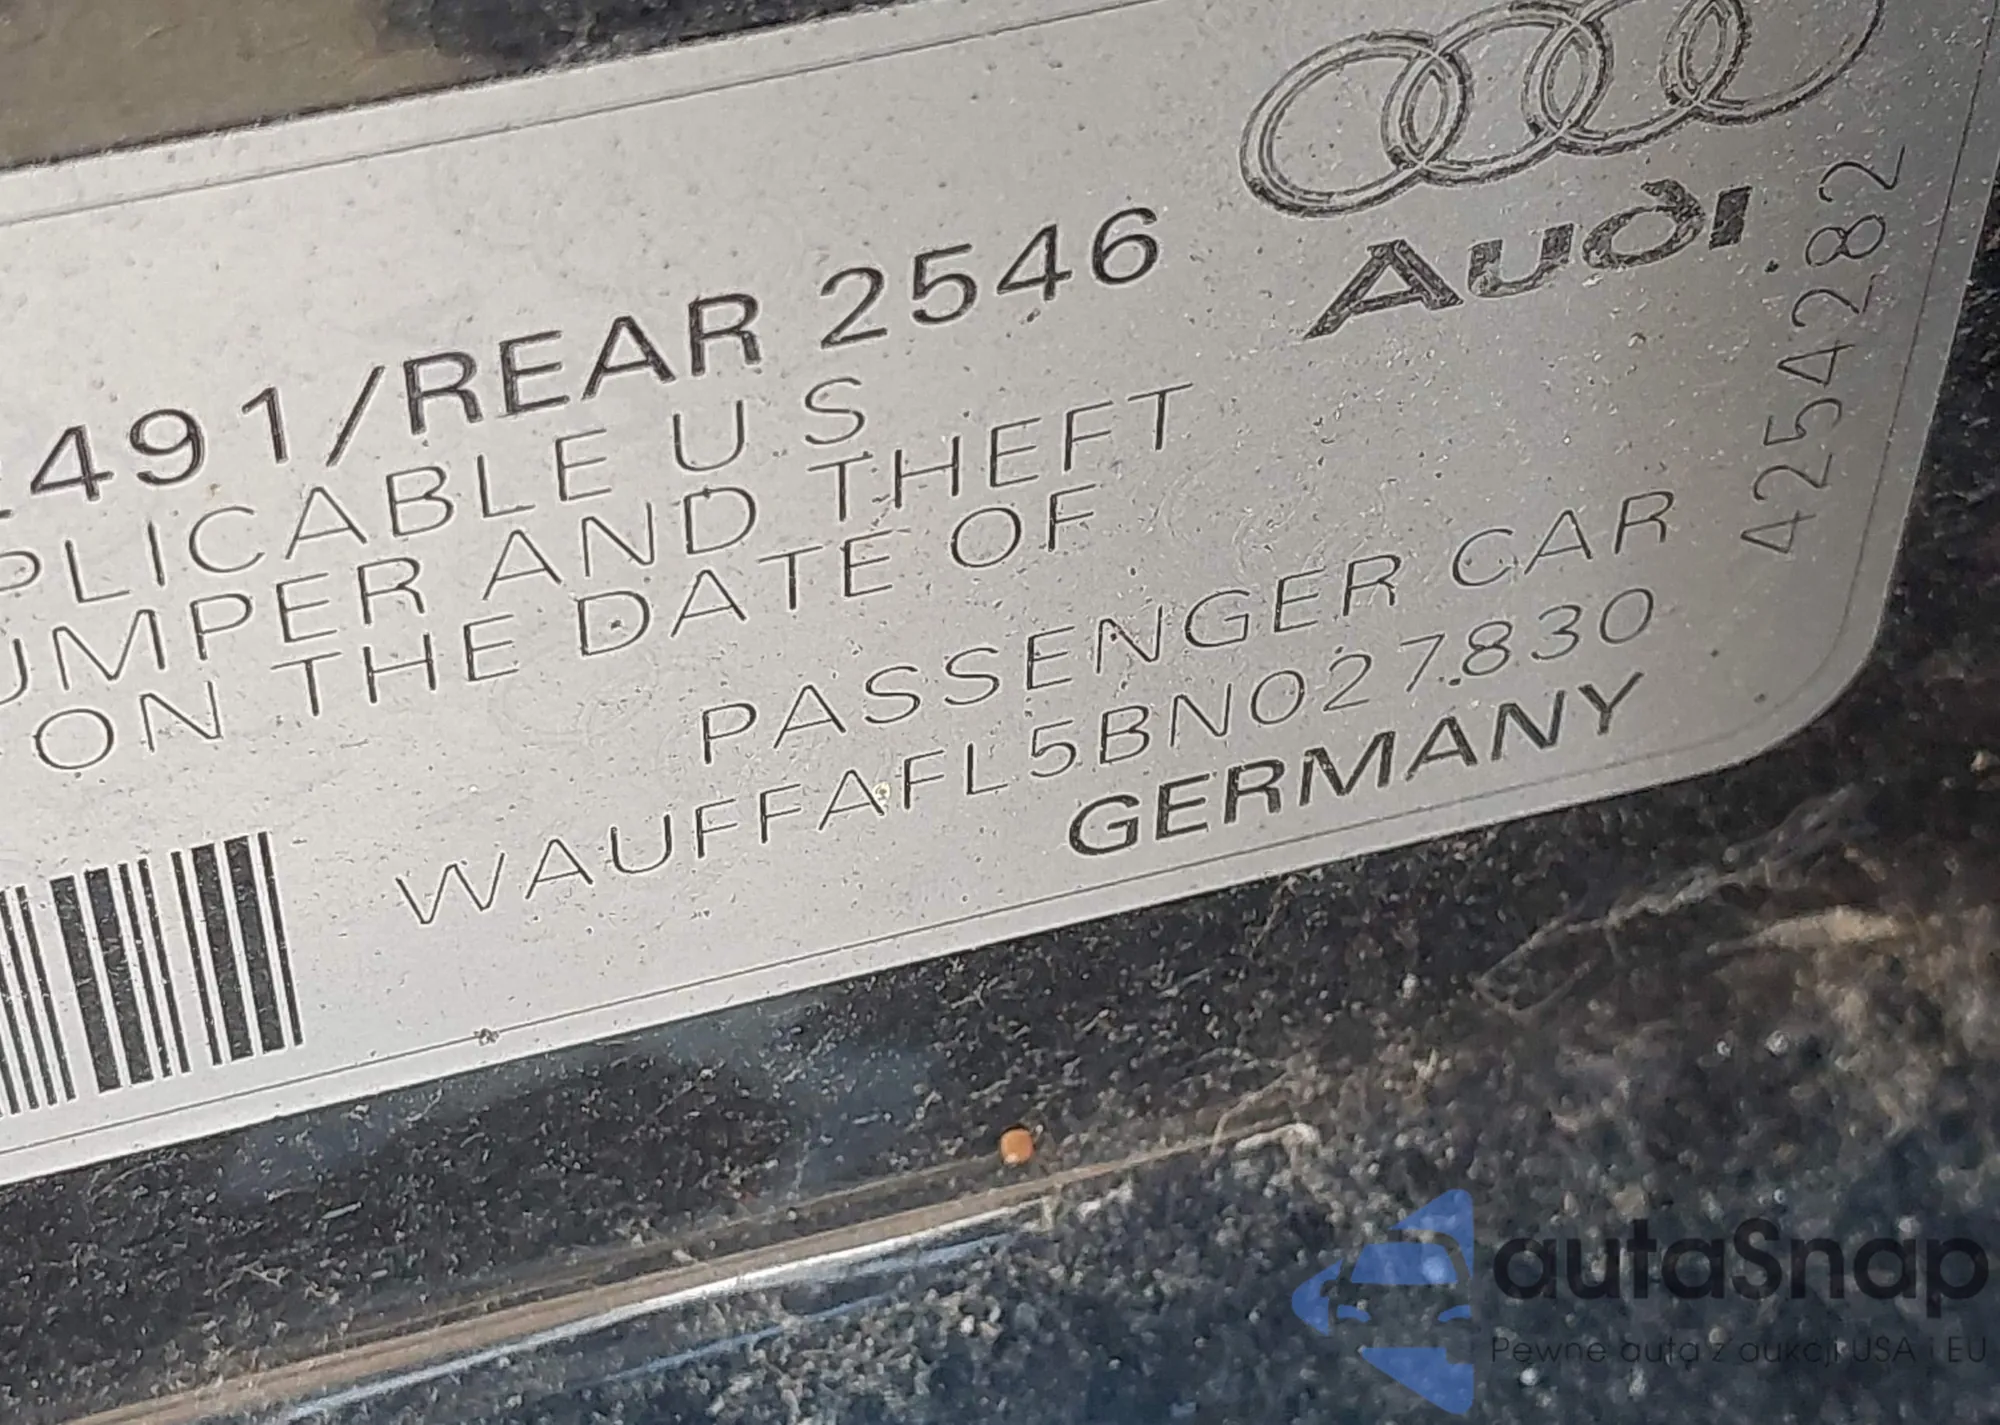 491/REAR 2546
PLICABLE U S
UMPER AND THEFT
ON THE DATE OF
PASSENGER CAR
WAUFFAFL5BN027830
GERMANY
Audi
4254282
autaSnap
Pewne auta z aukcji USA i EU